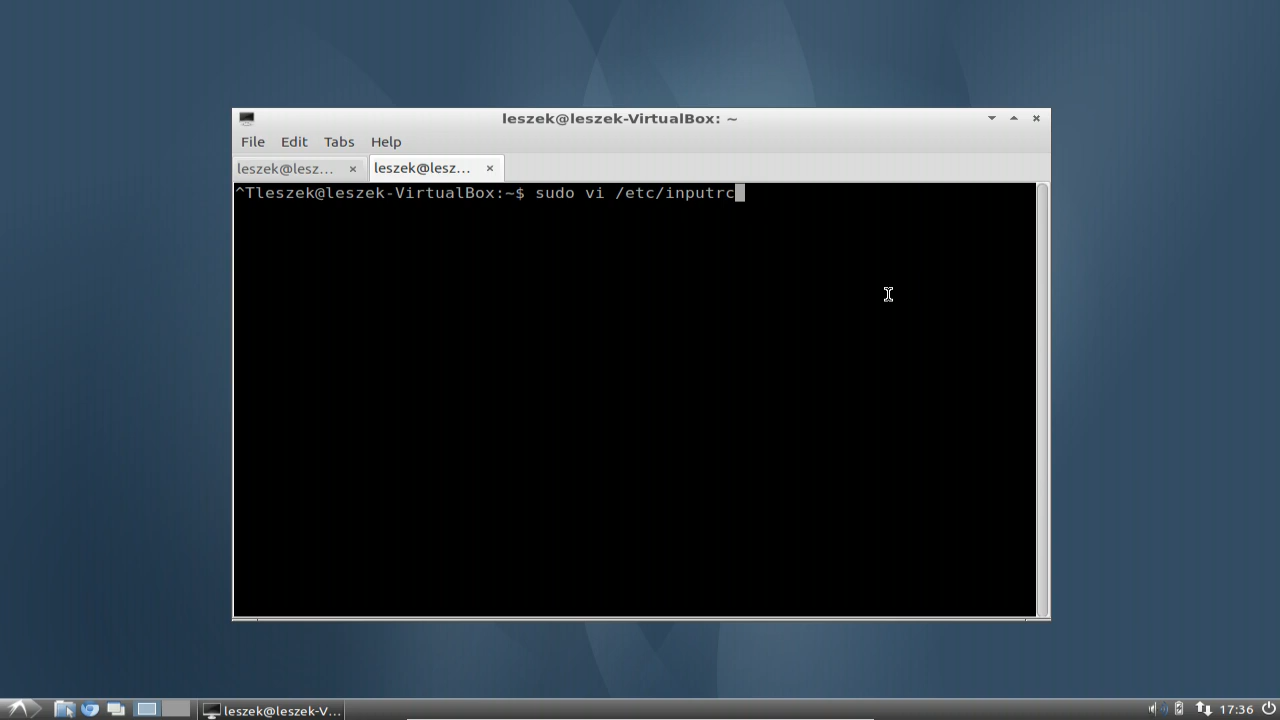 leszek@leszek-VirtualBox: ~
File Edit Tabs Help
leszek@lesz... leszek@lesz...
^Tleszek@leszek-VirtualBox:~$ sudo vi /etc/inputrc
leszek@leszek-V... 17:36